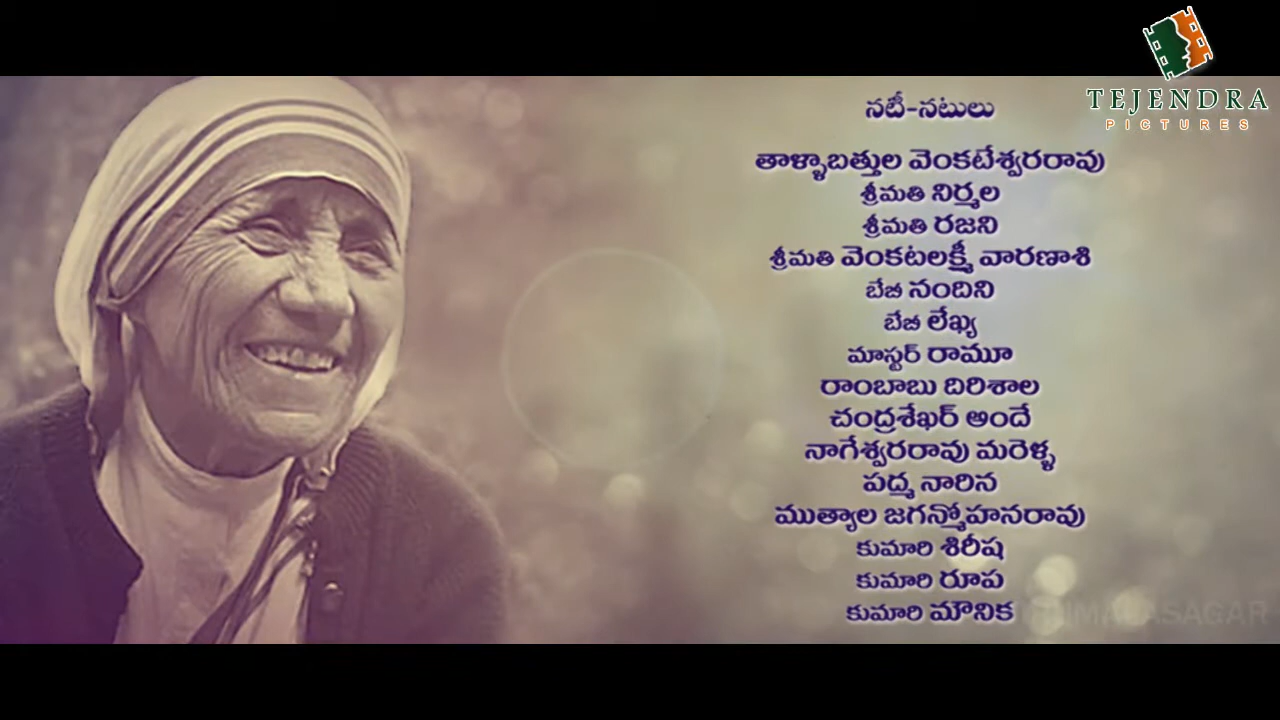 TEJENDRA
PICTURES
నటీ-నటులు
తాళ్ళాబత్తుల వెంకటేశ్వరరావు
శ్రీమతి నిర్మల
శ్రీమతి రజని
శ్రీమతి వెంకటలక్ష్మీ వారణాశి
బేబీ నందిని
బేబీ లేఖ్య
మాస్టర్ రామూ
రాంబాబు దిరిశాల
చంద్రశేఖర్ అందే
నాగేశ్వరరావు మరెళ్ళ
పద్మ నారిన
ముత్యాల జగన్మోహనరావు
కుమారి శిరీష
కుమారి రూప
కుమారి మౌనిక